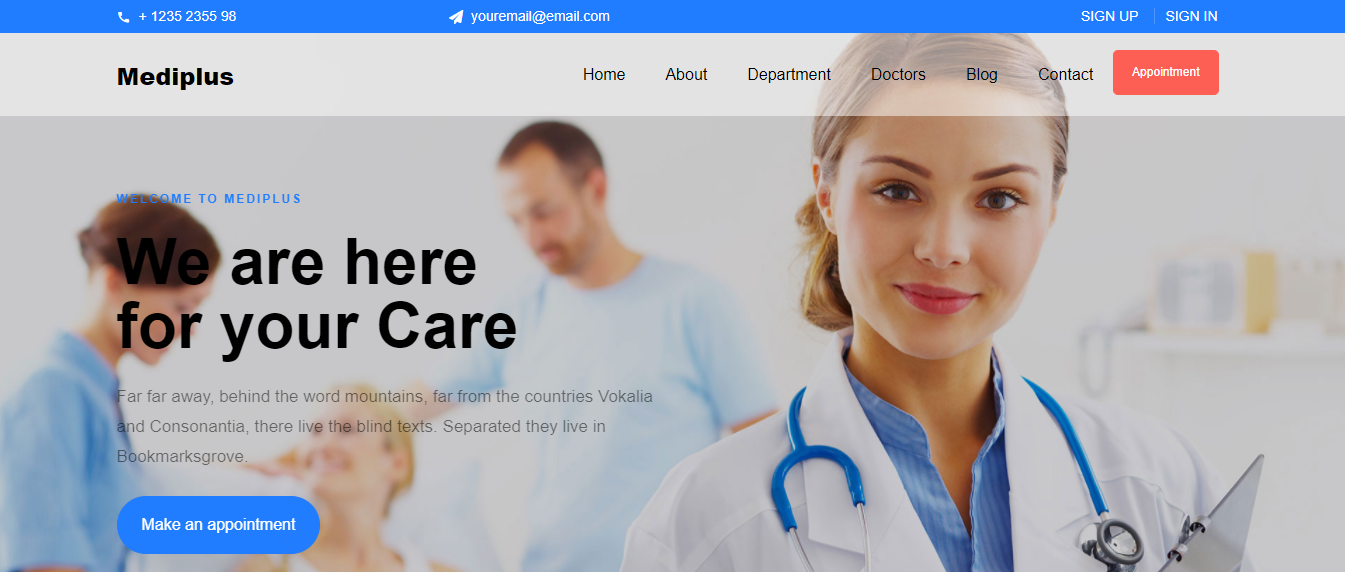 + 1235 2355 98
youremail@email.com
SIGN UP
SIGN IN
Mediplus
Home
About
Department
Doctors
Blog
Contact
Appointment
WELCOME TO MEDIPLUS
We are here
for your Care
Far far away, behind the word mountains, far from the countries Vokalia
and Consonantia, there live the blind texts. Separated they live in
Bookmarksgrove.
Make an appointment